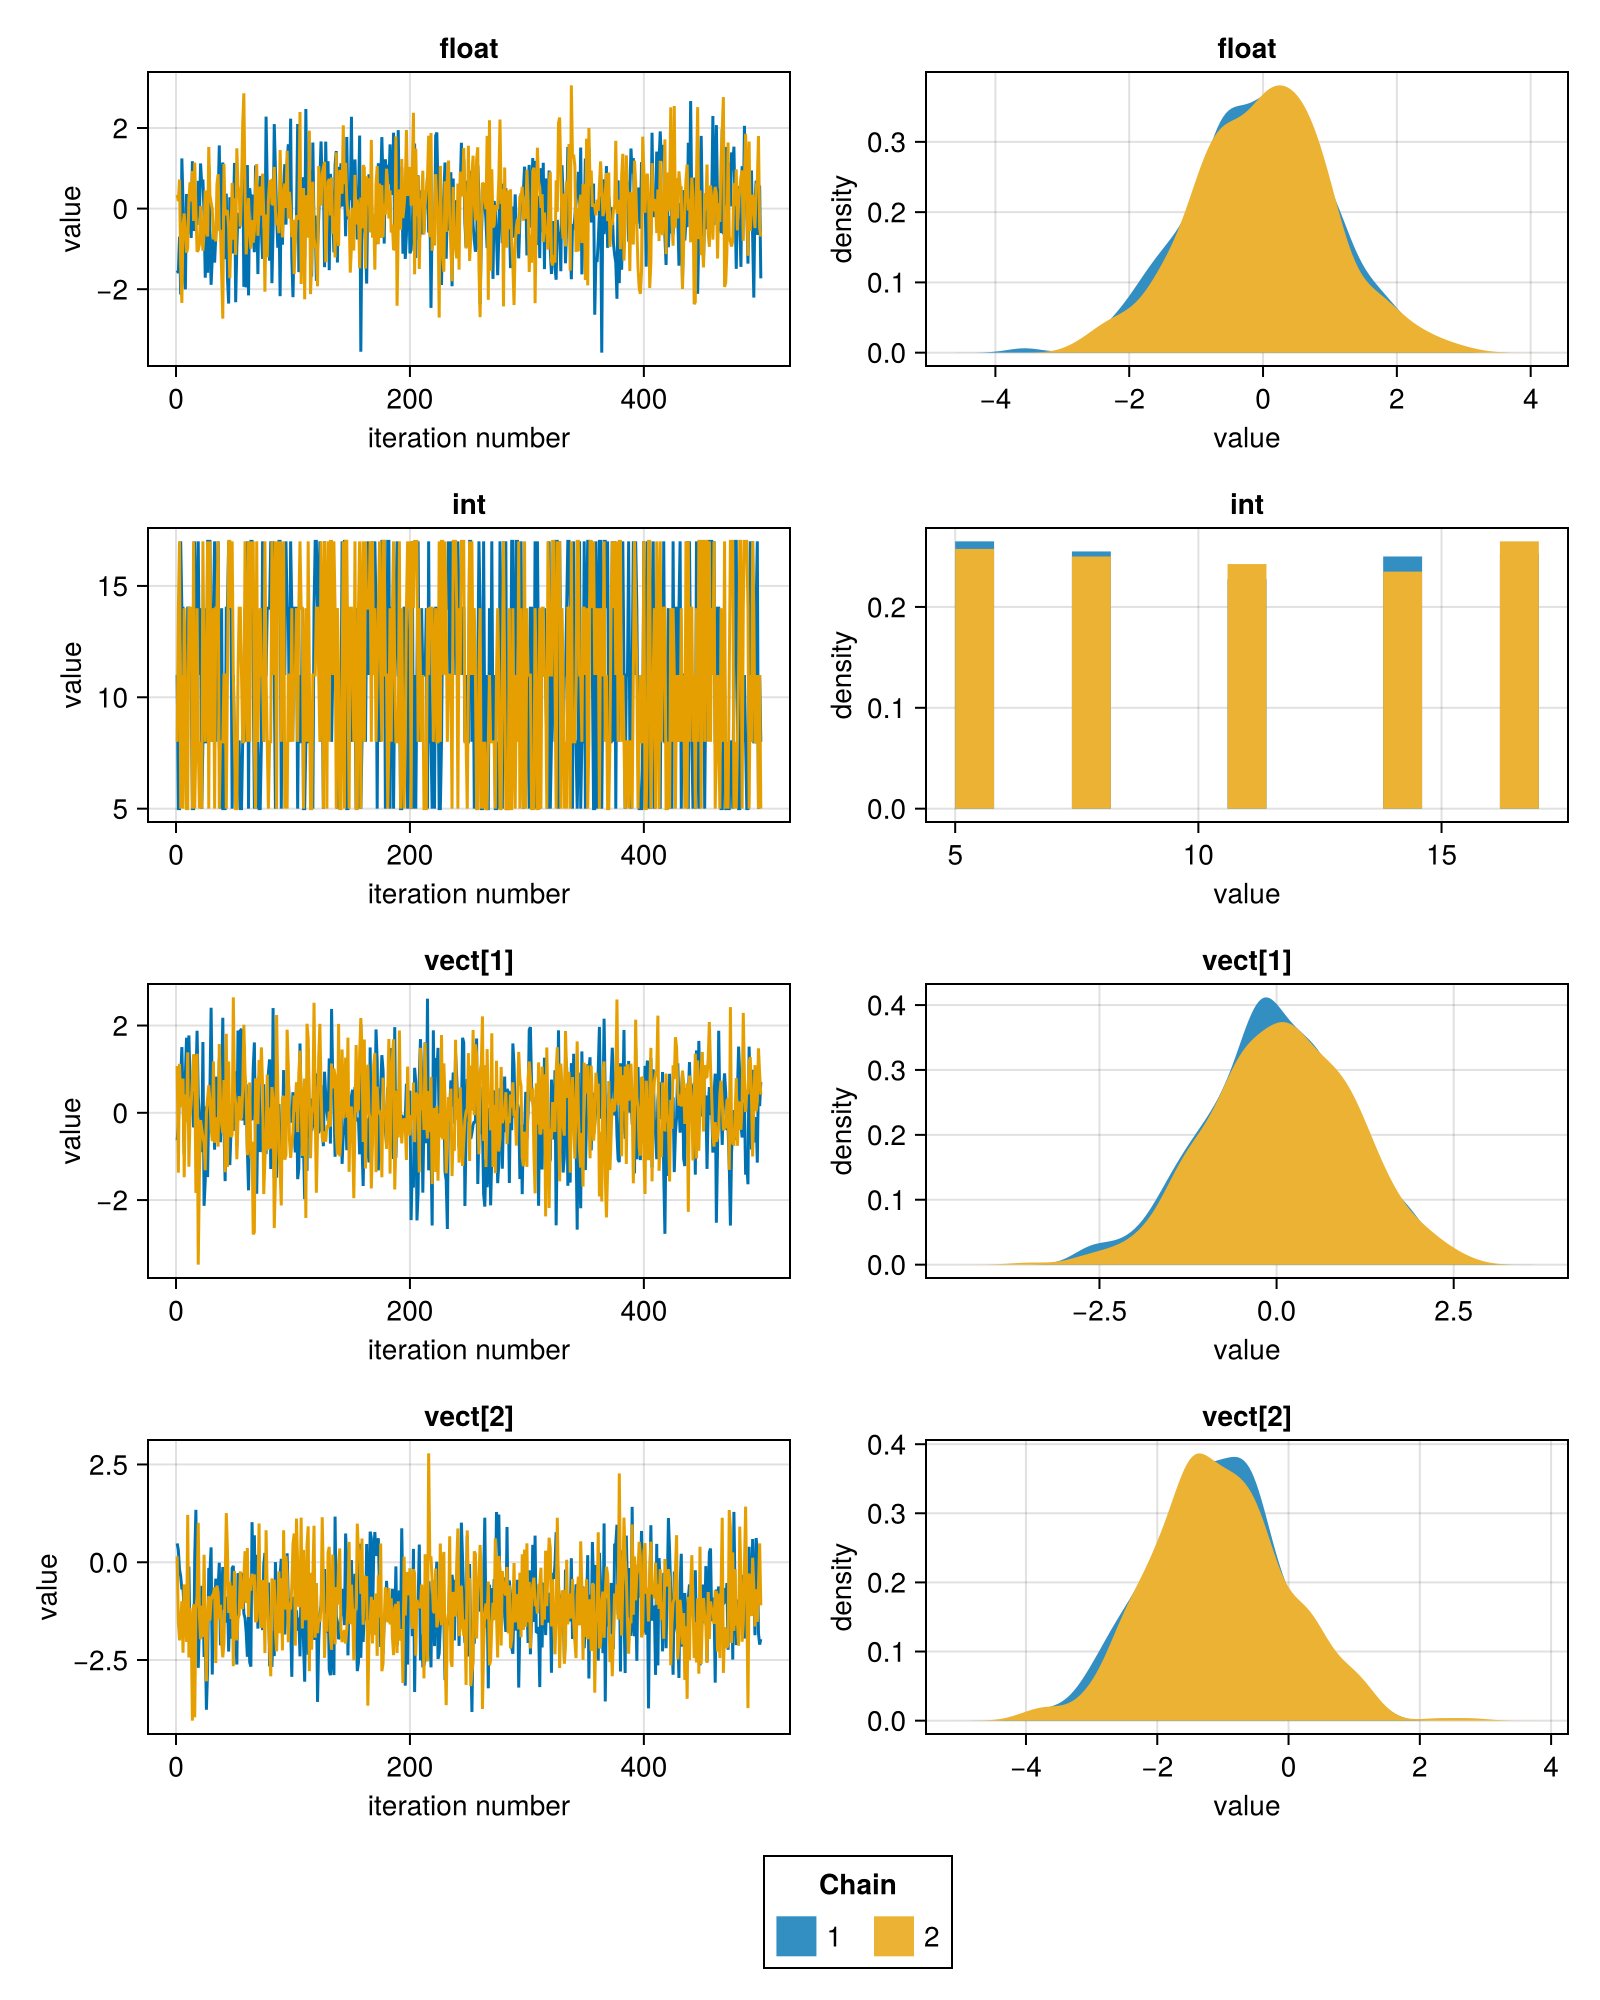 float
float
value
2
0
−2
0
200
400
iteration number
density
0.3
0.2
0.1
0.0
−4
−2
0
2
4
value
int
int
value
15
10
5
0
200
400
iteration number
density
0.2
0.1
0.0
5
10
15
value
vect[1]
vect[1]
value
2
0
−2
0
200
400
iteration number
density
0.4
0.3
0.2
0.1
0.0
−2.5
0.0
2.5
value
vect[2]
vect[2]
value
2.5
0.0
−2.5
0
200
400
iteration number
density
0.4
0.3
0.2
0.1
0.0
−4
−2
0
2
4
value
Chain
1
2